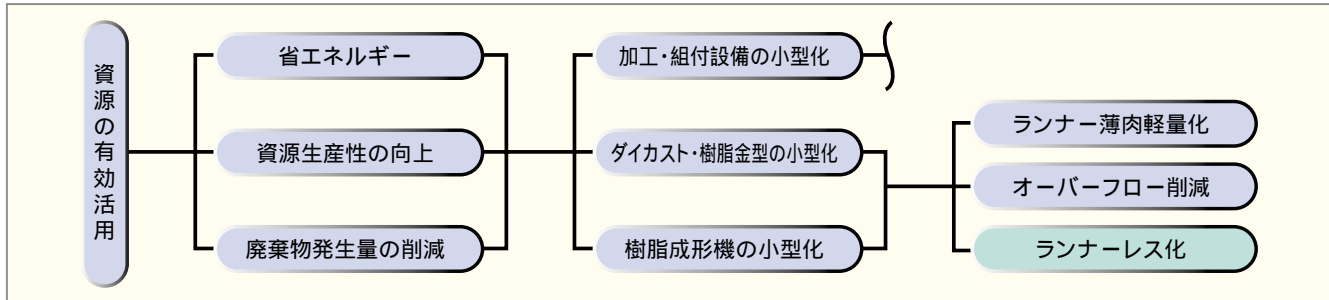 資源の有効活用
省エネルギー
資源生産性の向上
廃棄物発生量の削減
加工・組付設備の小型化
ダイカスト・樹脂金型の小型化
樹脂成形機の小型化
ランナー薄肉軽量化
オーバーフロー削減
ランナーレス化